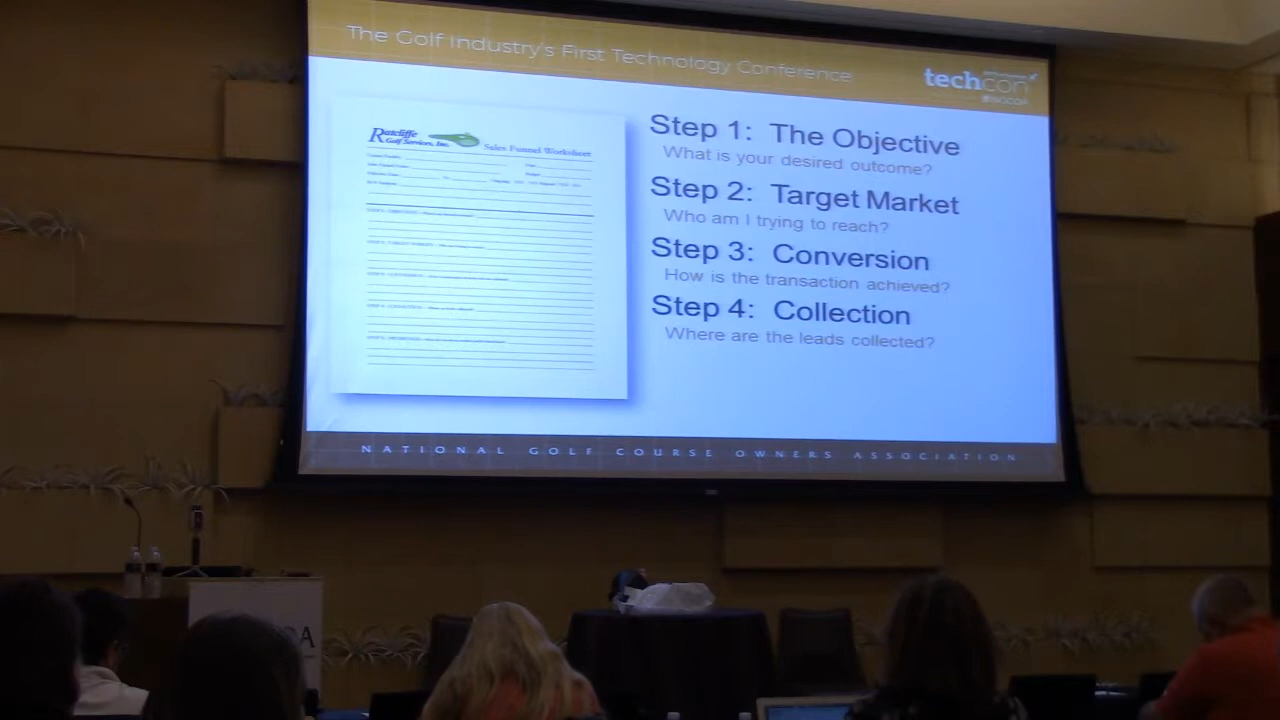 The Golf Industry's First Technology Conference
techcon
Ratcliffe
Golf Services, Inc.
Sales Funnel Worksheet
Step 1: The Objective
What is your desired outcome?
Step 2: Target Market
Who am I trying to reach?
Step 3: Conversion
How is the transaction achieved?
Step 4: Collection
Where are the leads collected?
NATIONAL GOLF COURSE OWNERS ASSOCIATION